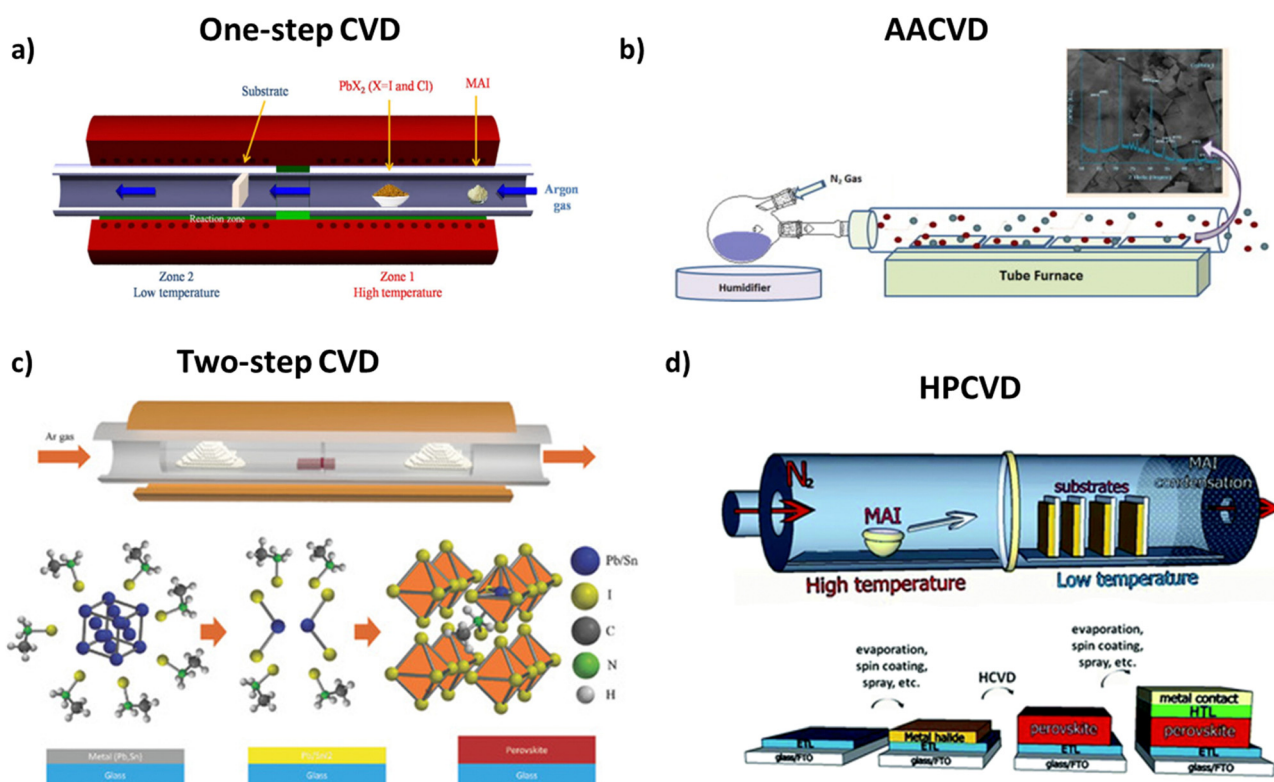 One-step CVD
a)
Substrate
PbX2 (X=I and Cl)
MAI
Argon
gas
Reaction zone
Zone 2
Low temperature
Zone 1
High temperature
AACVD
b)
N2 Gas
Humidifier
Tube Furnace
Two-step CVD
c)
Ar gas
Pb/Sn
I
C
N
H
Metal (Pb,Sn)
Glass
Glass
Perovskite
Glass
d)
HPCVD
N2
MAI
High temperature
substrates
Low temperature
MAI
condensation
evaporation,
spin coating,
spray, etc.
HCVD
evaporation,
spin coating,
spray, etc.
ETL
glass/FTO
Metal halide
ETL
glass/FTO
perovskite
ETL
glass/FTO
metal contact
HTL
perovskite
ETL
glass/FTO